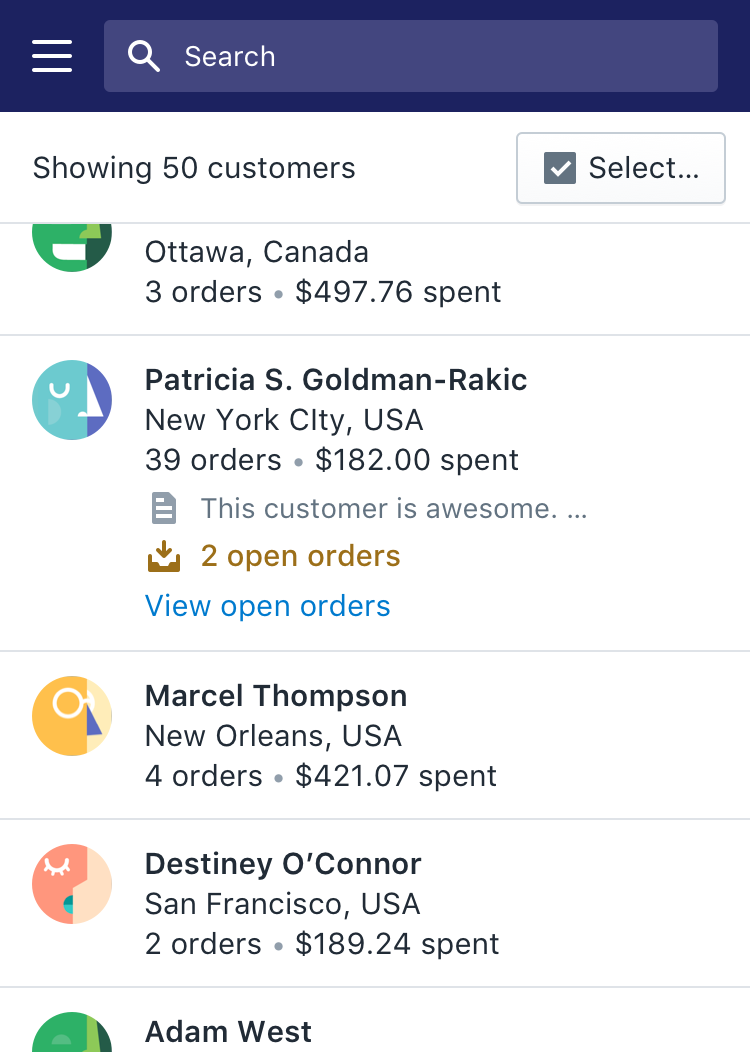 Search
Showing 50 customers
Select…
Ottawa, Canada
3 orders • $497.76 spent
Patricia S. Goldman-Rakic
New York CIty, USA
39 orders • $182.00 spent
This customer is awesome. …
2 open orders
View open orders
Marcel Thompson
New Orleans, USA
4 orders • $421.07 spent
Destiney O’Connor
San Francisco, USA
2 orders • $189.24 spent
Adam West